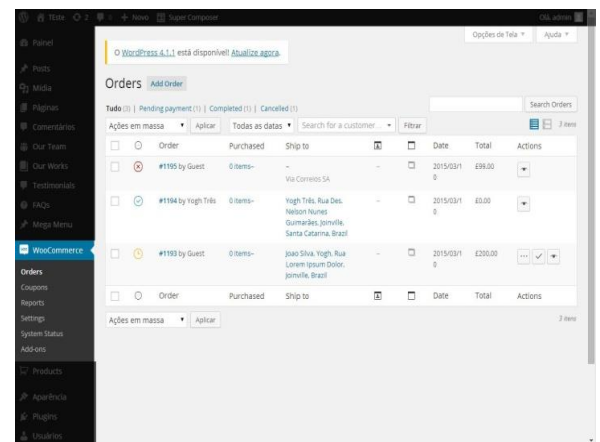 TEste 2 + Novo Super Composer Olá, admin
Opções de Tela Ajuda
Painel
Posts
Mídia
Páginas
Comentários
Our Team
Our Works
Testimonials
FAQs
Mega Menu
WooCommerce
Orders
Coupons
Reports
Settings
System Status
Add-ons
Products
Aparência
Plugins
Usuários
O WordPress 4.1.1 está disponível! Atualize agora.
Orders Add Order
Tudo (3) | Pending payment (1) | Completed (1) | Cancelled (1)
Search Orders
Ações em massa Aplicar Todas as datas Search for a customer... Filtrar 3 itens
Order Purchased Ship to Date Total Actions
#1195 by Guest 0 items– – – 2015/03/1 £99.00
Via Correios SA 0
#1194 by Yogh Três 0 items– Yogh Três, Rua Des. – 2015/03/1 £0.00
Nelson Nunes 0
Guimarães, Joinville,
Santa Catarina, Brazil
#1193 by Guest 0 items– Joao Silva, Yogh, Rua – 2015/03/1 £200.00
Lorem Ipsum Dolor, 0
Joinville, Brazil
Order Purchased Ship to Date Total Actions
Ações em massa Aplicar 3 itens